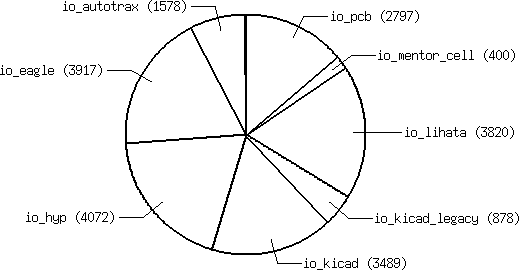 io_autotrax (1578)
io_pcb (2797)
io_mentor_cell (400)
io_eagle (3917)
io_lihata (3820)
io_hyp (4072)
io_kicad_legacy (878)
io_kicad (3489)